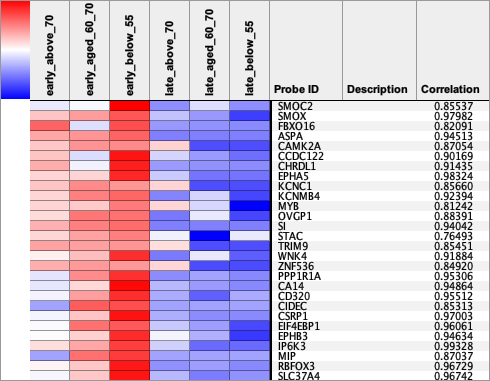 early_above_70
early_aged_60_70
early_below_55
late_above_70
late_aged_60_70
late_below_55
Probe ID Description Correlation
SMOC2 0.85537
SMOX 0.97982
FBXO16 0.82091
ASPA 0.94513
CAMK2A 0.87054
CCDC122 0.90169
CHRDL1 0.91435
EPHA5 0.98324
KCNC1 0.85660
KCNMB4 0.92394
MYB 0.81242
OVGP1 0.88391
SI 0.94042
STAC 0.76493
TRIM9 0.85451
WNK4 0.91884
ZNF536 0.84920
PPP1R1A 0.95306
CA14 0.94864
CD320 0.95512
CIDEC 0.85313
CSRP1 0.97003
EIF4EBP1 0.96061
EPHB3 0.94634
IP6K3 0.99328
MIP 0.87037
RBFOX3 0.96729
SLC37A4 0.96742